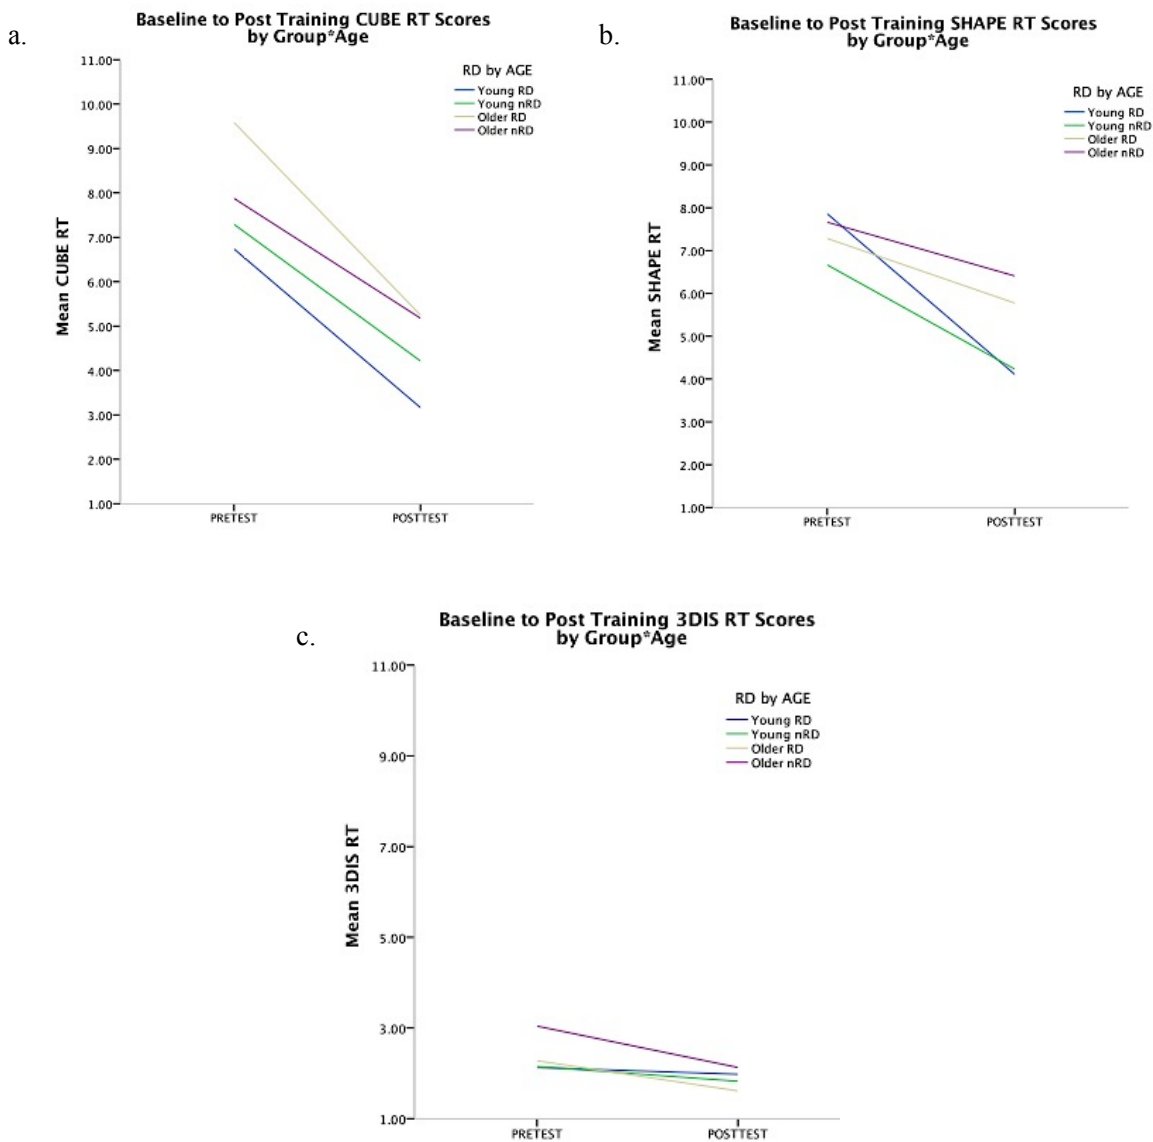 a.
Baseline to Post Training CUBE RT Scores
by Group*Age
RD by AGE
Young RD
Young nRD
Older RD
Older nRD
Mean CUBE RT
11.00
10.00
9.00
8.00
7.00
6.00
5.00
4.00
3.00
2.00
1.00
PRETEST
POSTTEST
b.
Baseline to Post Training SHAPE RT Scores
by Group*Age
RD by AGE
Young RD
Young nRD
Older RD
Older nRD
Mean SHAPE RT
11.00
10.00
9.00
8.00
7.00
6.00
5.00
4.00
3.00
2.00
1.00
PRETEST
POSTTEST
c.
Baseline to Post Training 3DIS RT Scores
by Group*Age
RD by AGE
Young RD
Young nRD
Older RD
Older nRD
Mean 3DIS RT
11.00
9.00
7.00
5.00
3.00
1.00
PRETEST
POSTTEST